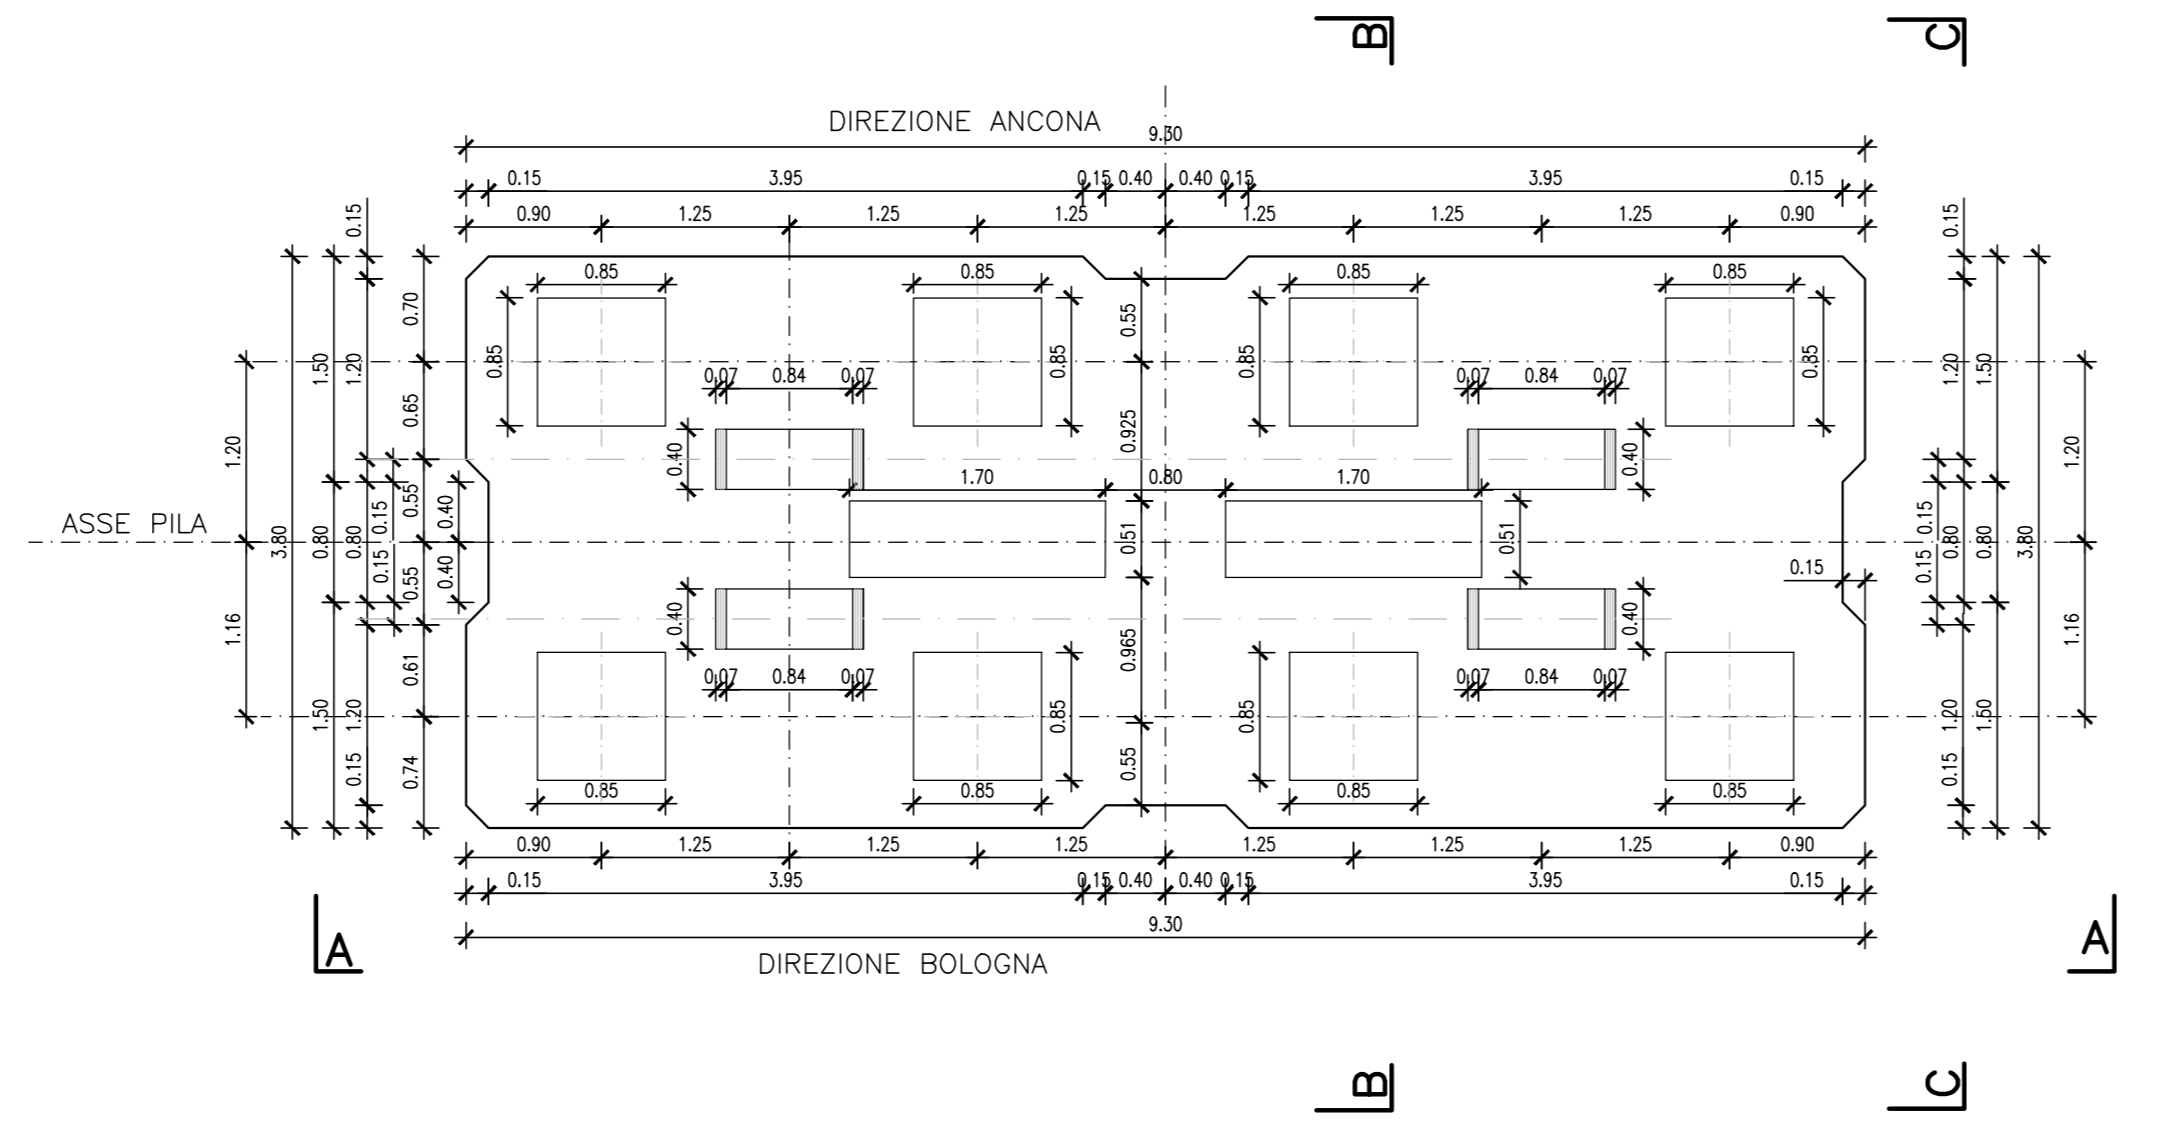 B C
DIREZIONE ANCONA
9.30
0.15 3.95 0.15 0.40 0.40 0.15 3.95 0.15
0.90 1.25 1.25 1.25 1.25 1.25 1.25 0.90
0.15 0.15
0.85 0.85 0.85 0.85
0.70 0.55
1.50 1.20 0.85 0.85 0.85 0.85 1.20 1.50
0.07 0.84 0.07 0.07 0.84 0.07
0.65 0.925
1.20 0.40 0.40 1.20
1.70 0.80 1.70
0.15 0.55 0.40 0.15
ASSE PILA
3.80 0.80 0.80 0.51 0.51 0.80 0.80 3.80
0.15 0.55 0.40 0.15 0.15
1.16 0.40 0.40 1.16
0.61 0.965
0.07 0.84 0.07 0.07 0.84 0.07
1.50 1.20 0.85 0.85 1.20 1.50
0.15 0.74 0.55 0.15
0.85 0.85 0.85 0.85
0.90 1.25 1.25 1.25 1.25 1.25 1.25 0.90
0.15 3.95 0.15 0.40 0.40 0.15 3.95 0.15
9.30
A A
DIREZIONE BOLOGNA
B C